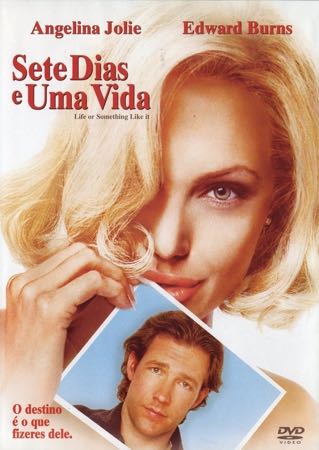 Angelina Jolie Edward Burns
Sete Dias
e Uma Vida
Life or Something Like it
O destino
é o que
fizeres dele.
DVD
VIDEO